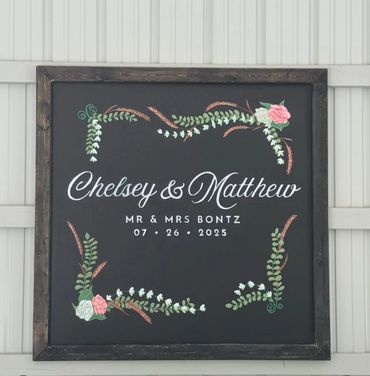 Chelsey & Matthew
MR & MRS BONTZ
07 • 26 • 2025